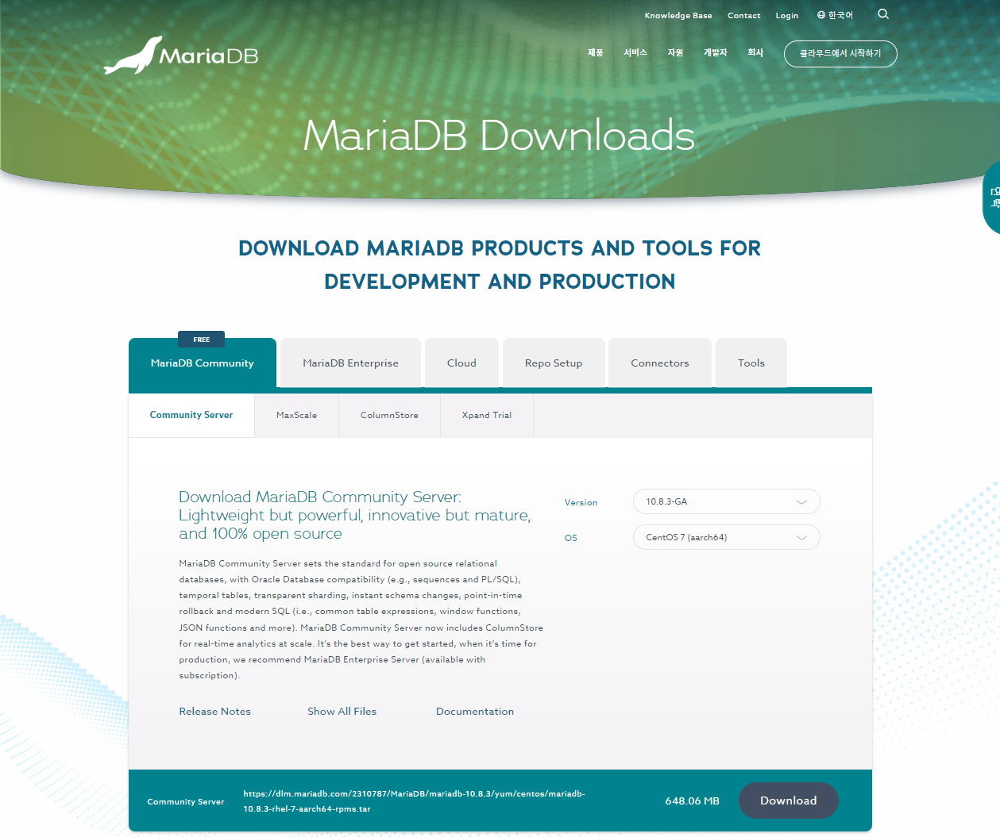 Knowledge Base Contact Login 한국어
MariaDB
제품 서비스 자원 개발자 회사 클라우드에서 시작하기
MariaDB Downloads
DOWNLOAD MARIADB PRODUCTS AND TOOLS FOR
DEVELOPMENT AND PRODUCTION
FREE
MariaDB Community MariaDB Enterprise Cloud Repo Setup Connectors Tools
Community Server MaxScale ColumnStore Xpand Trial
Download MariaDB Community Server:
Lightweight but powerful, innovative but mature,
and 100% open source
Version 10.8.3-GA
OS CentOS 7 (aarch64)
MariaDB Community Server sets the standard for open source relational
databases, with Oracle Database compatibility (e.g., sequences and PL/SQL),
temporal tables, transparent sharding, instant schema changes, point-in-time
rollback and modern SQL (i.e., common table expressions, window functions,
JSON functions and more). MariaDB Community Server now includes ColumnStore
for real-time analytics at scale. It's the best way to get started, when it's time for
production, we recommend MariaDB Enterprise Server (available with
subscription).
Release Notes Show All Files Documentation
Community Server
https://dlm.mariadb.com/2310787/MariaDB/mariadb-10.8.3/yum/centos/mariadb-
10.8.3-rhel-7-aarch64-rpms.tar
648.06 MB Download